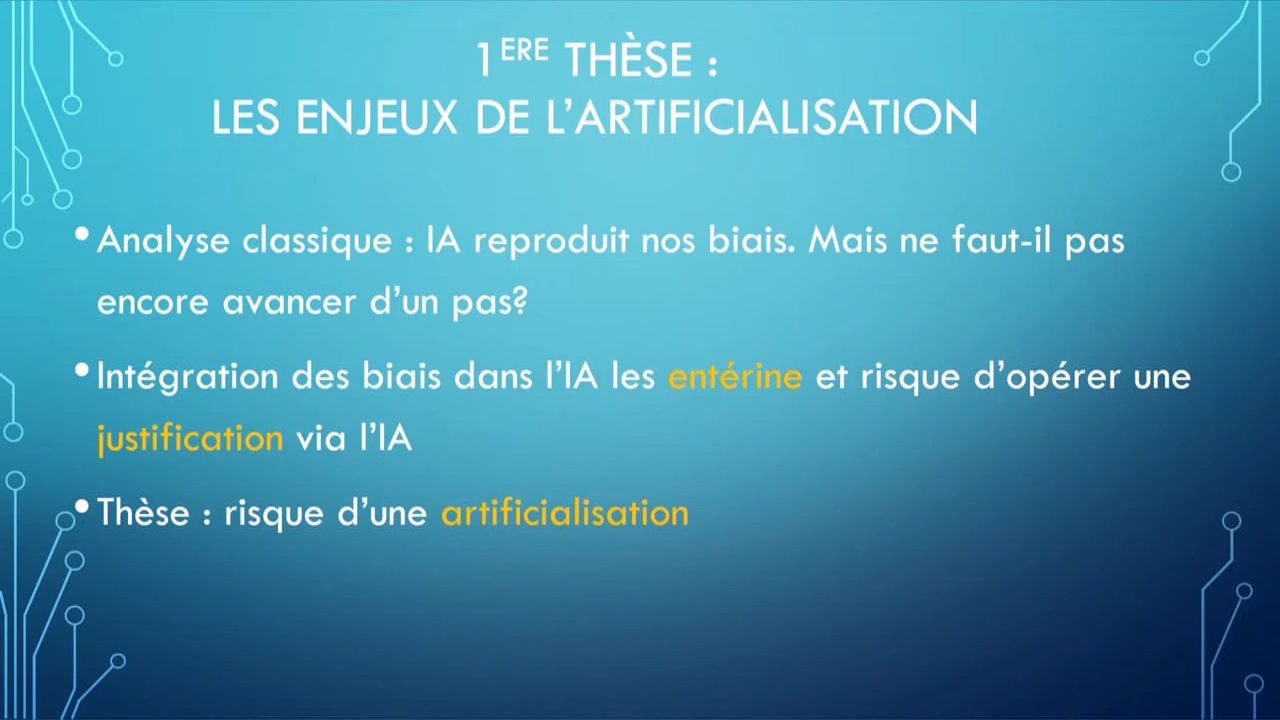 1ERE THÈSE :
LES ENJEUX DE L'ARTIFICIALISATION
• Analyse classique : IA reproduit nos biais. Mais ne faut-il pas
encore avancer d'un pas?
• Intégration des biais dans l'IA les entérine et risque d'opérer une
justification via l'IA
• Thèse : risque d'une artificialisation